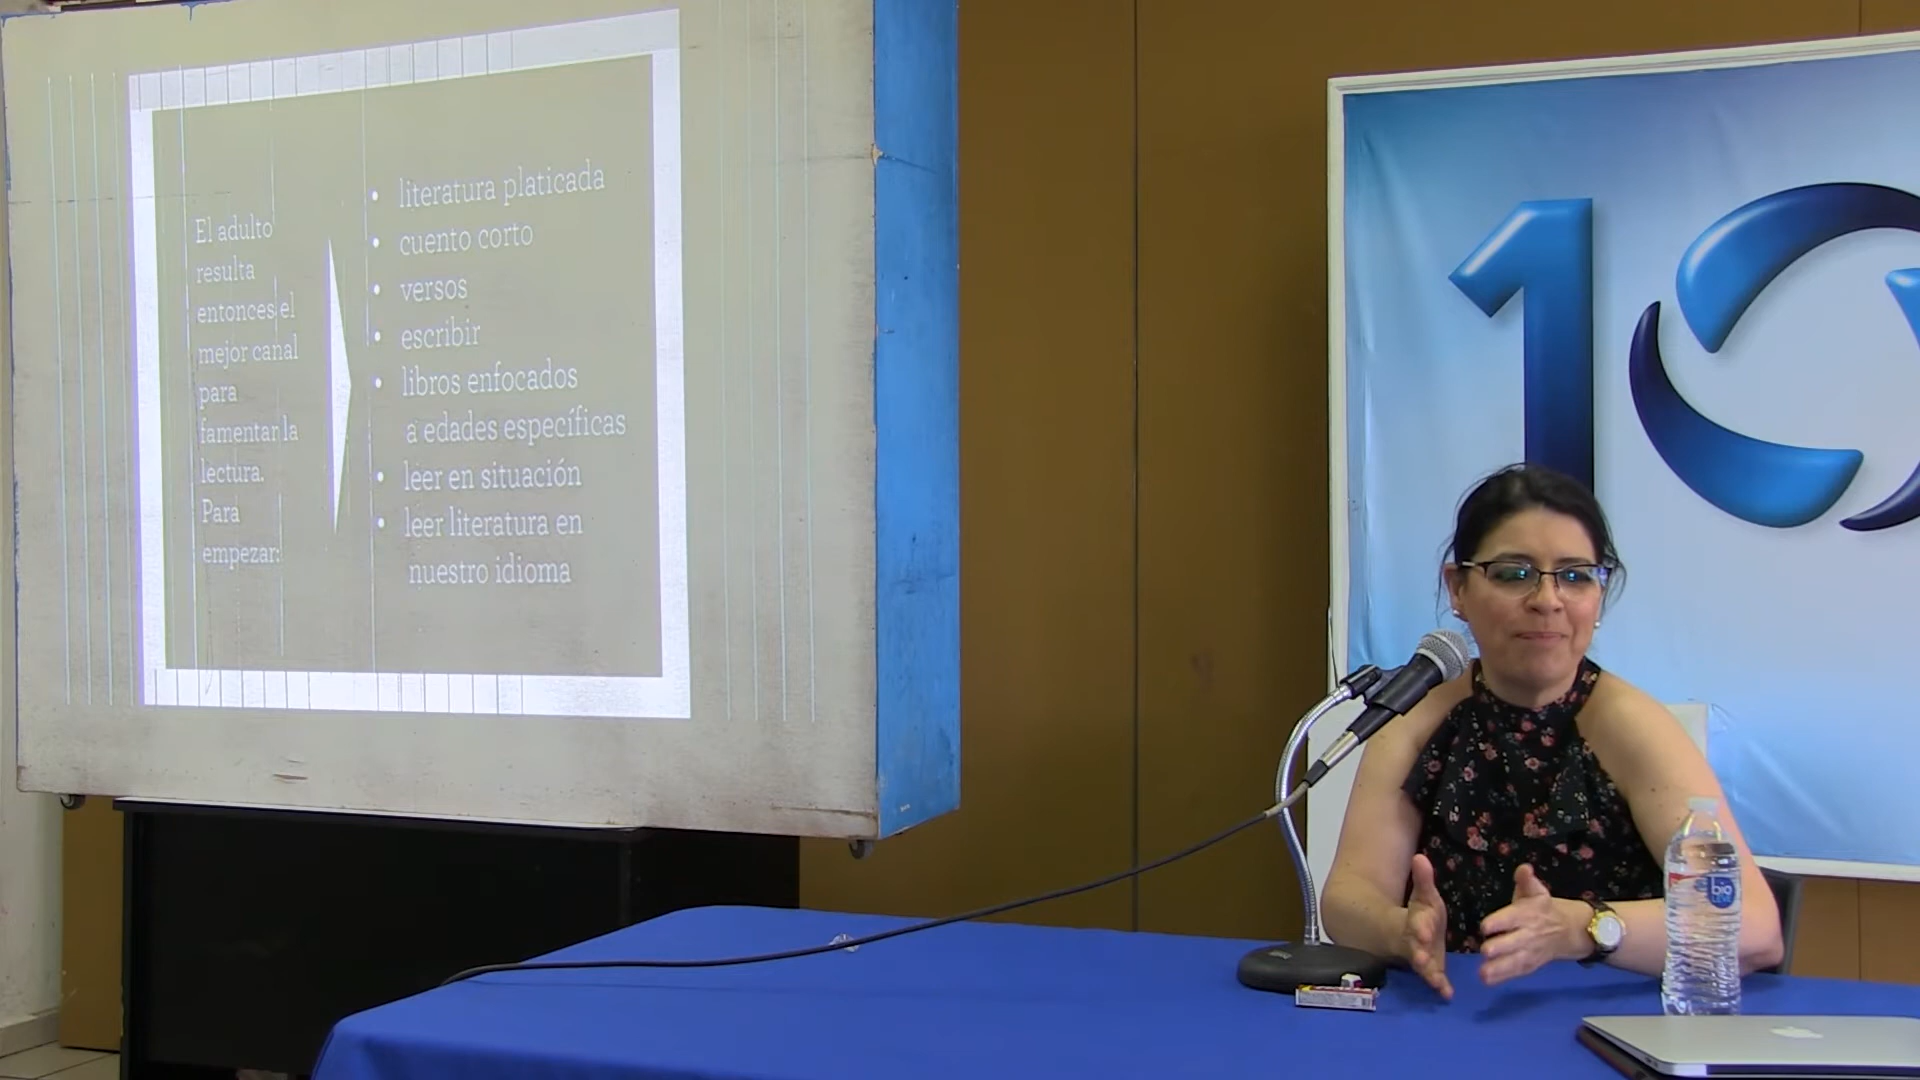 El adulto
resulta
entonces el
mejor canal
para
famentar la
lectura.
Para
empezar:
• literatura platicada
• cuento corto
• versos
• escribir
• libros enfocados
a edades específicas
• leer en situación
• leer literatura en
nuestro idioma
10
bio